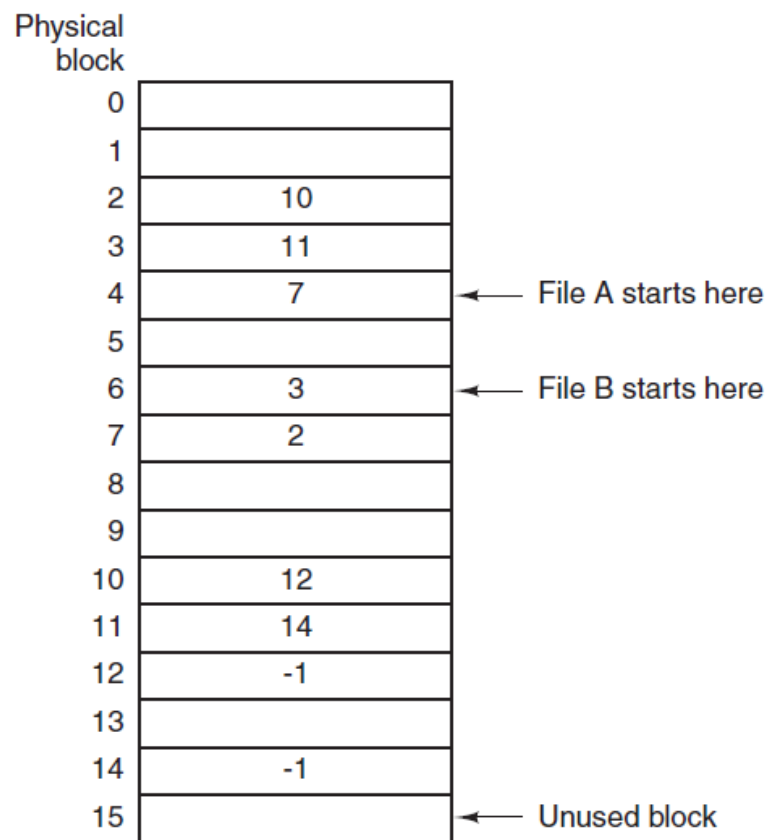 Physical
block
0
1
2 10
3 11
4 7 File A starts here
5
6 3 File B starts here
7 2
8
9
10 12
11 14
12 -1
13
14 -1
15 Unused block